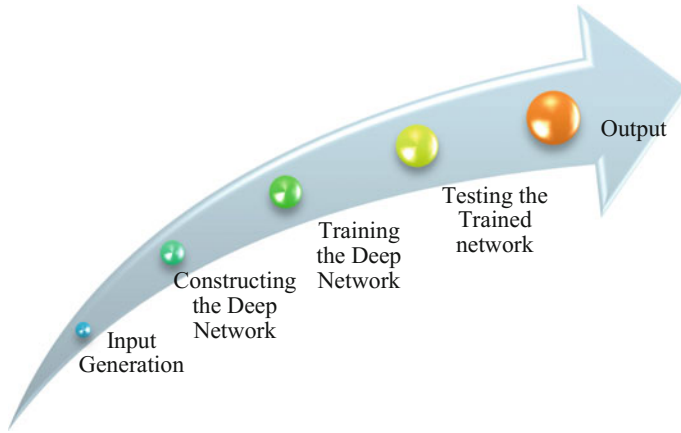 Input
Generation
Constructing
the Deep
Network
Training
the Deep
Network
Testing the
Trained
network
Output